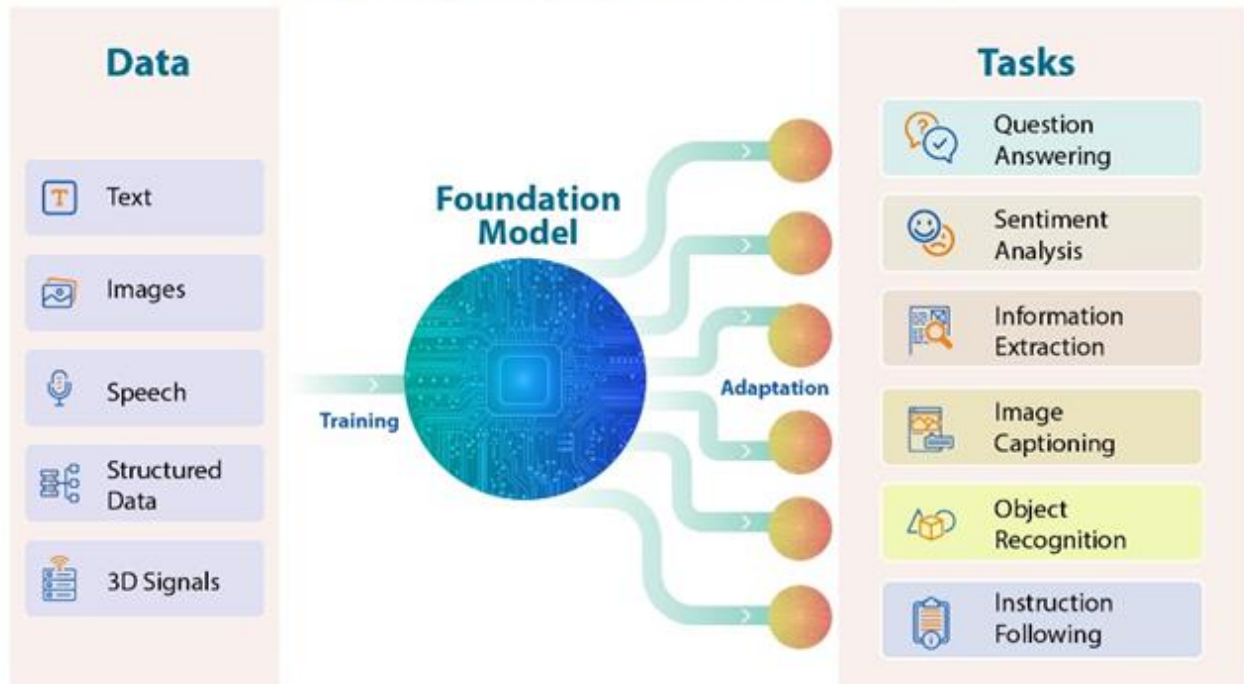 Data
Text
Images
Speech
Structured
Data
3D Signals
Training
Foundation
Model
Adaptation
Tasks
Question
Answering
Sentiment
Analysis
Information
Extraction
Image
Captioning
Object
Recognition
Instruction
Following